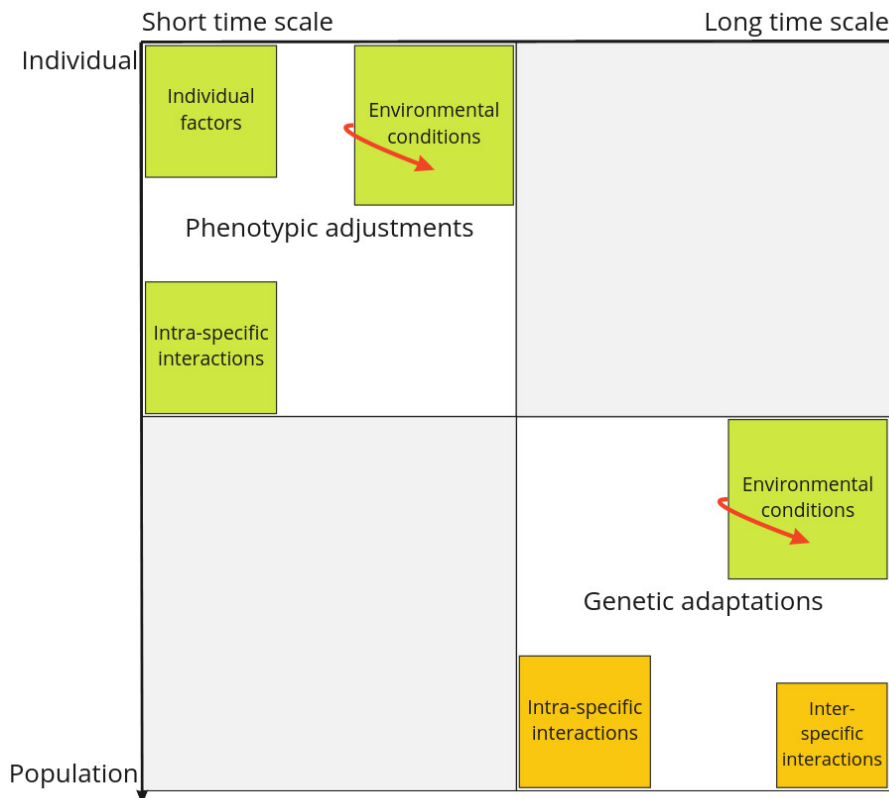 Short time scale
Long time scale
Individual
Individual
factors
Environmental
conditions
Phenotypic adjustments
Intra-specific
interactions
Environmental
conditions
Genetic adaptations
Intra-specific
interactions
Inter-
specific
interactions
Population